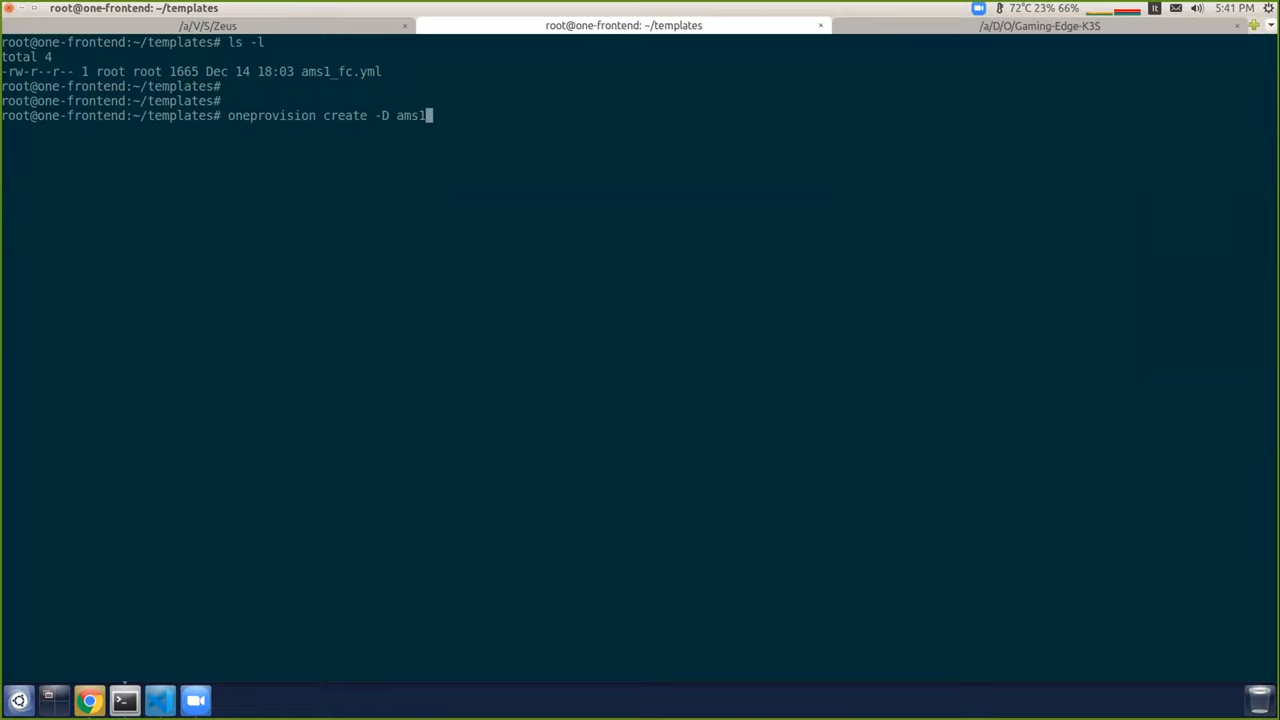 root@one-frontend: ~/templates
72°C 23% 66%
It
5:41 PM
/a/V/S/Zeus
root@one-frontend: ~/templates
/a/D/O/Gaming-Edge-K3S
root@one-frontend:~/templates# ls -l
total 4
-rw-r--r-- 1 root root 1665 Dec 14 18:03 ams1_fc.yml
root@one-frontend:~/templates#
root@one-frontend:~/templates#
root@one-frontend:~/templates# oneprovision create -D ams1